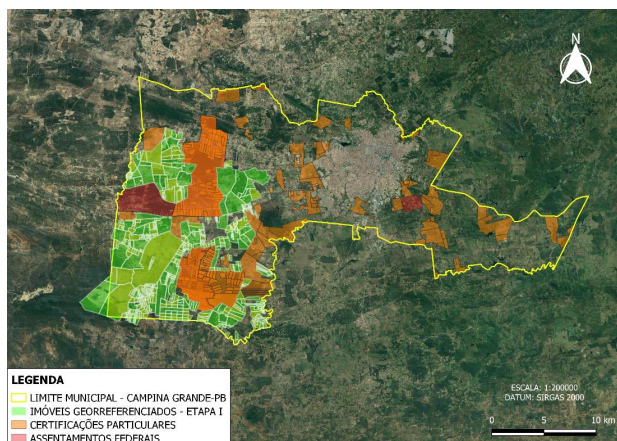 N
LEGENDA
LIMITE MUNICIPAL - CAMPINA GRANDE-PB
IMÓVEIS GEORREFERENCIADOS - ETAPA I
CERTIFICAÇÕES PARTICULARES
ASSENTAMENTOS FEDERAIS
ESCALA: 1:200000
DATUM: SIRGAS 2000
0 5 10 km